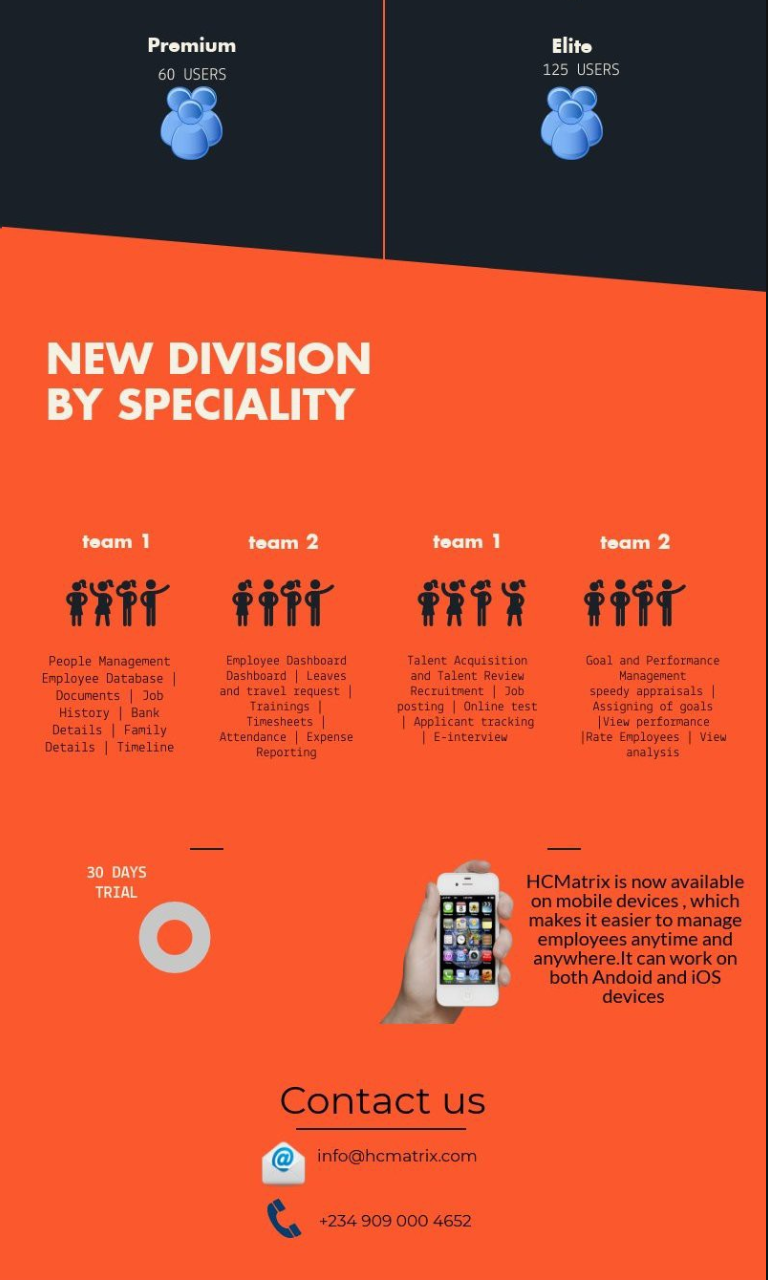 Premium
60 USERS
Elite
125 USERS
NEW DIVISION
BY SPECIALITY
team 1
People Management
Employee Database |
Documents | Job
History | Bank
Details | Family
Details | Timeline
team 2
Employee Dashboard
Dashboard | Leaves
and travel request |
Trainings |
Timesheets |
Attendance | Expense
Reporting
team 1
Talent Acquisition
and Talent Review
Recruitment | Job
posting | Online test
| Applicant tracking
| E-interview
team 2
Goal and Performance
Management
speedy appraisals |
Assigning of goals
|View performance
|Rate Employees | View
analysis
30 DAYS
TRIAL
HCMatrix is now available
on mobile devices , which
makes it easier to manage
employees anytime and
anywhere.It can work on
both Andoid and iOS
devices
Contact us
@
info@hcmatrix.com
+234 909 000 4652